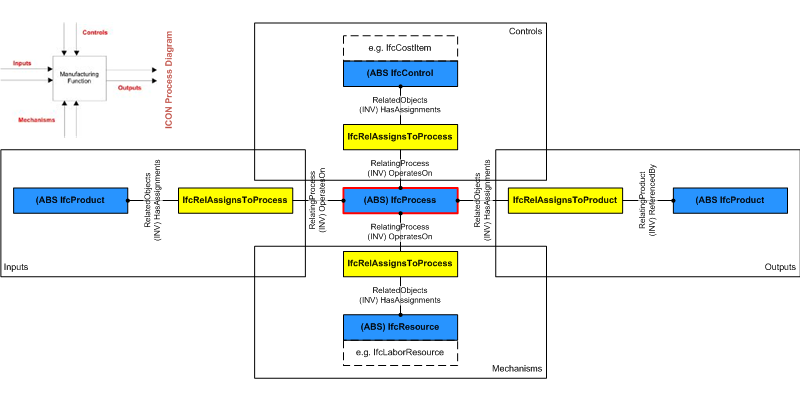 Controls
Inputs
Manufacturing
Function
Outputs
Mechanisms
ICON Process Diagram
Controls
e.g. IfcCostItem
(ABS IfcControl
RelatedObjects
(INV) HasAssignments
IfcRelAssignsToProcess
RelatingProcess
(INV) OperatesOn
(ABS IfcProduct
RelatedObjects
(INV) HasAssignments
IfcRelAssignsToProcess
RelatingProcess
(INV) OperatesOn
(ABS) IfcProcess
RelatedObjects
(INV) HasAssignments
IfcRelAssignsToProduct
RelatingProduct
(INV) ReferencedBy
(ABS IfcProduct
Inputs
Outputs
RelatingProcess
(INV) OperatesOn
IfcRelAssignsToProcess
RelatedObjects
(INV) HasAssignments
(ABS) IfcResource
e.g. IfcLaborResource
Mechanisms